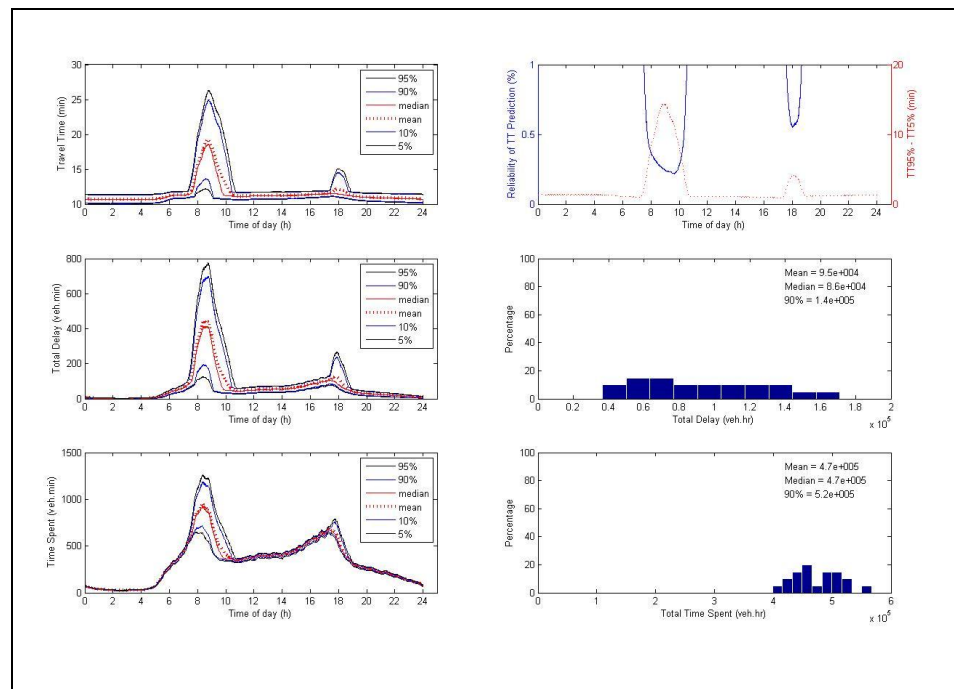 30
25
20
15
10
Travel Time (min)
95%
90%
median
mean
10%
5%
0 2 4 6 8 10 12 14 16 18 20 22 24
Time of day (h)
1
0.5
0
Reliability of TT Prediction (%)
20
10
0
TT95% - TT5% (min)
0 2 4 6 8 10 12 14 16 18 20 22 24
Time of day (h)
800
600
400
200
0
Total Delay (veh.min)
95%
90%
median
mean
10%
5%
0 2 4 6 8 10 12 14 16 18 20 22 24
Time of day (h)
100
80
60
40
20
0
Percentage
Mean = 9.5e+004
Median = 8.6e+004
90% = 1.4e+005
0 0.2 0.4 0.6 0.8 1 1.2 1.4 1.6 1.8 2
Total Delay (veh.hr)
x 10^5
1500
1000
500
0
Time Spent (veh.min)
95%
90%
median
mean
10%
5%
0 2 4 6 8 10 12 14 16 18 20 22 24
Time of day (h)
100
80
60
40
20
0
Percentage
Mean = 4.7e+005
Median = 4.7e+005
90% = 5.2e+005
0 1 2 3 4 5 6
Total Time Spent (veh.hr)
x 10^5